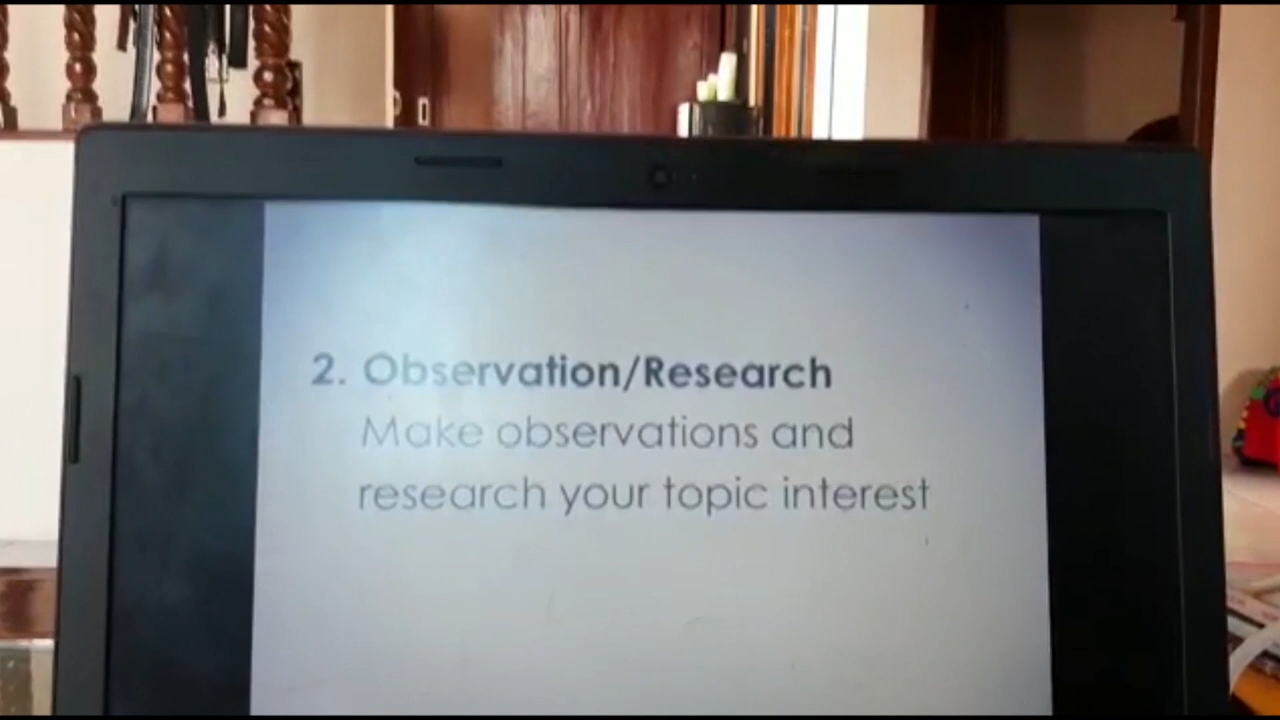 2. Observation/Research
Make observations and
research your topic interest